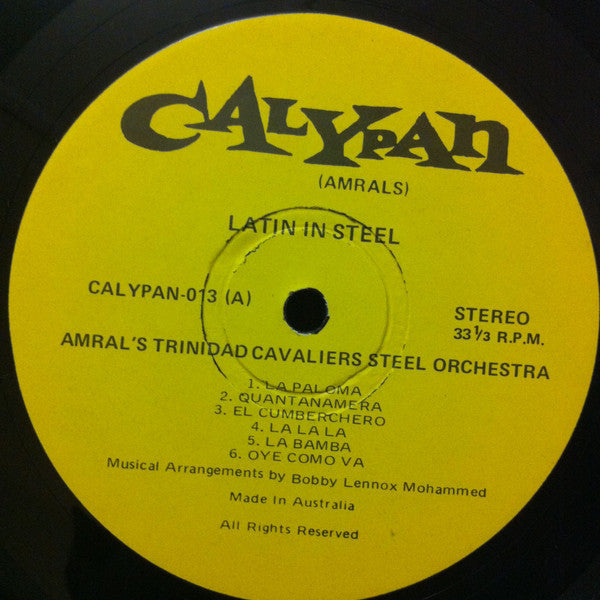 CALYPAN
(AMRALS)
LATIN IN STEEL
CALYPAN-013 (A)
STEREO
33 1/3 R.P.M.
AMRAL'S TRINIDAD CAVALIERS STEEL ORCHESTRA
1. LA PALOMA
2. QUANTANAMERA
3. EL CUMBERCHERO
4. LA LA LA
5. LA BAMBA
6. OYE COMO VA
Musical Arrangements by Bobby Lennox Mohammed
Made In Australia
All Rights Reserved